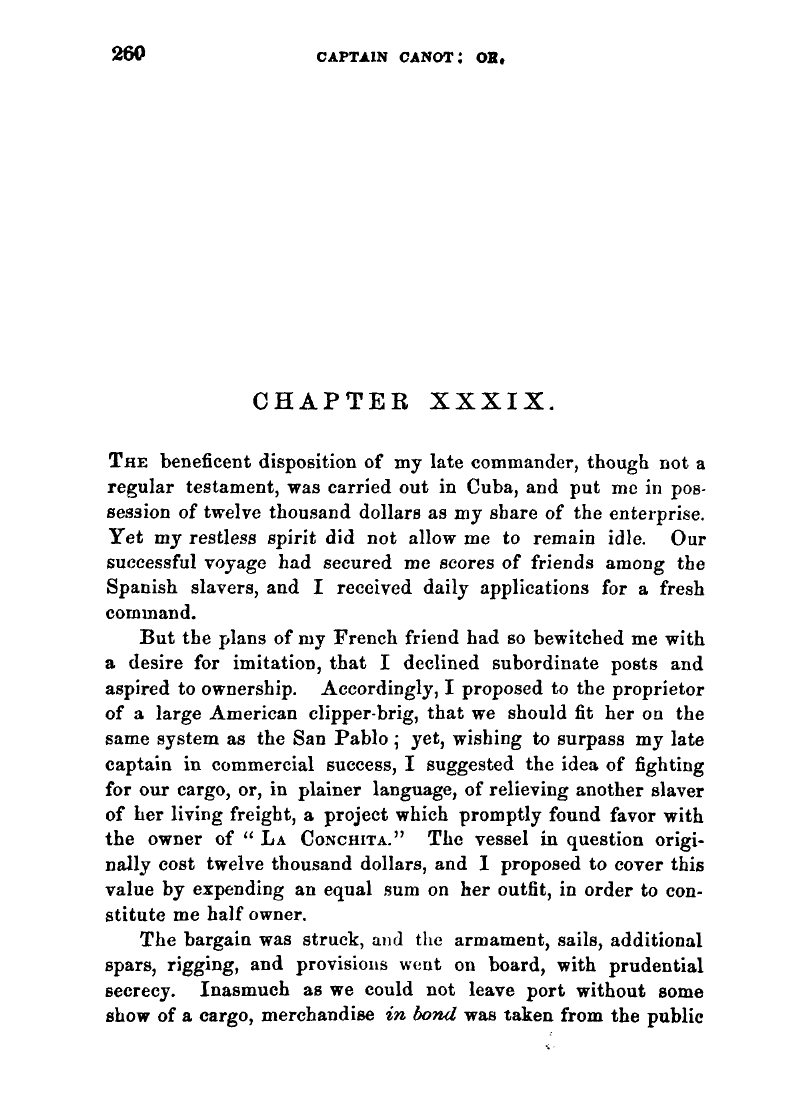 260 CAPTAIN CANOT: OR,
CHAPTER XXXIX.
THE beneficent disposition of my late commander, though not a
regular testament, was carried out in Cuba, and put me in pos-
session of twelve thousand dollars as my share of the enterprise.
Yet my restless spirit did not allow me to remain idle. Our
successful voyage had secured me scores of friends among the
Spanish slavers, and I received daily applications for a fresh
command.
But the plans of my French friend had so bewitched me with
a desire for imitation, that I declined subordinate posts and
aspired to ownership. Accordingly, I proposed to the proprietor
of a large American clipper-brig, that we should fit her on the
same system as the San Pablo; yet, wishing to surpass my late
captain in commercial success, I suggested the idea of fighting
for our cargo, or, in plainer language, of relieving another slaver
of her living freight, a project which promptly found favor with
the owner of "LA CONCHITA." The vessel in question origi-
nally cost twelve thousand dollars, and I proposed to cover this
value by expending an equal sum on her outfit, in order to con-
stitute me half owner.
The bargain was struck, and the armament, sails, additional
spars, rigging, and provisions went on board, with prudential
secrecy. Inasmuch as we could not leave port without some
show of a cargo, merchandise in bond was taken from the public